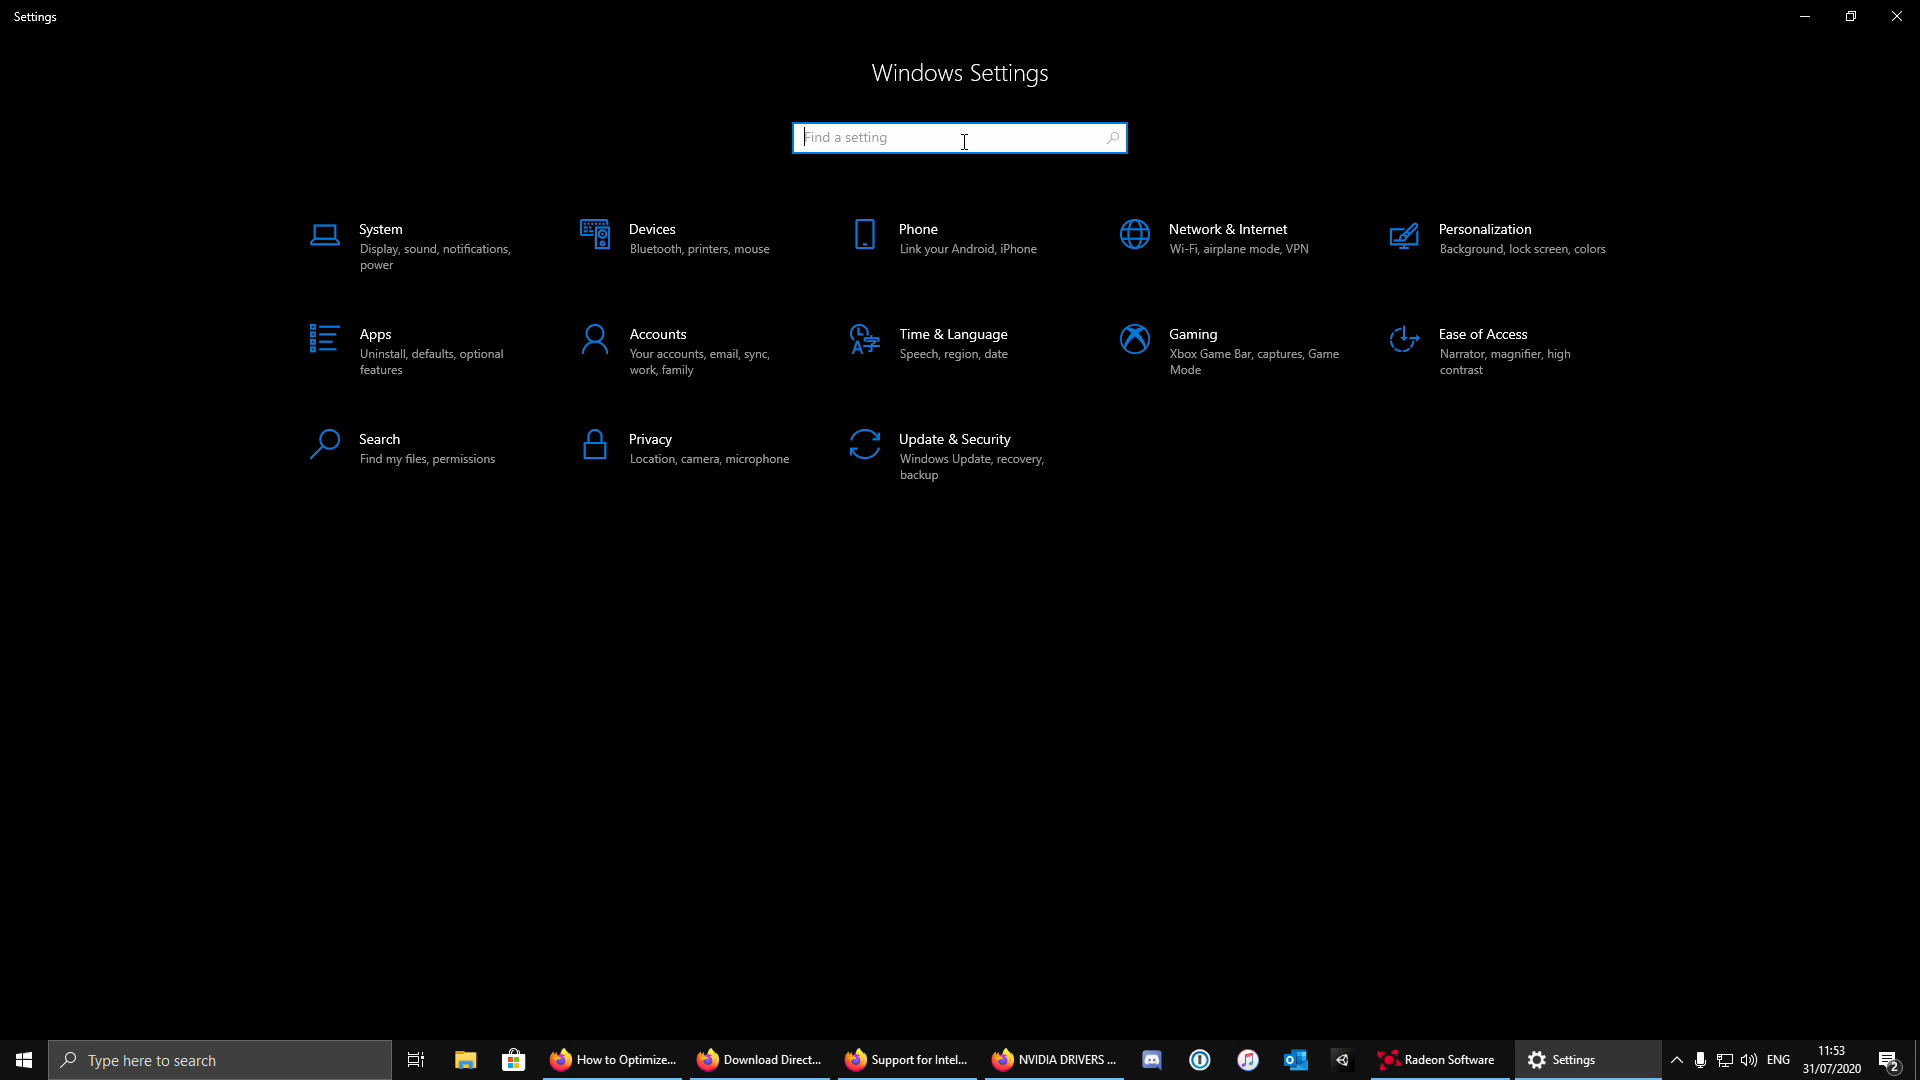 Settings
Windows Settings
Find a setting
System
Display, sound, notifications,
power
Devices
Bluetooth, printers, mouse
Phone
Link your Android, iPhone
Network & Internet
Wi-Fi, airplane mode, VPN
Personalization
Background, lock screen, colors
Apps
Uninstall, defaults, optional
features
Accounts
Your accounts, email, sync,
work, family
Time & Language
Speech, region, date
Gaming
Xbox Game Bar, captures, Game
Mode
Ease of Access
Narrator, magnifier, high
contrast
Search
Find my files, permissions
Privacy
Location, camera, microphone
Update & Security
Windows Update, recovery,
backup
Type here to search
How to Optimize...
Download Direct...
Support for Intel...
NVIDIA DRIVERS ...
Radeon Software
Settings
ENG
11:53
31/07/2020
2